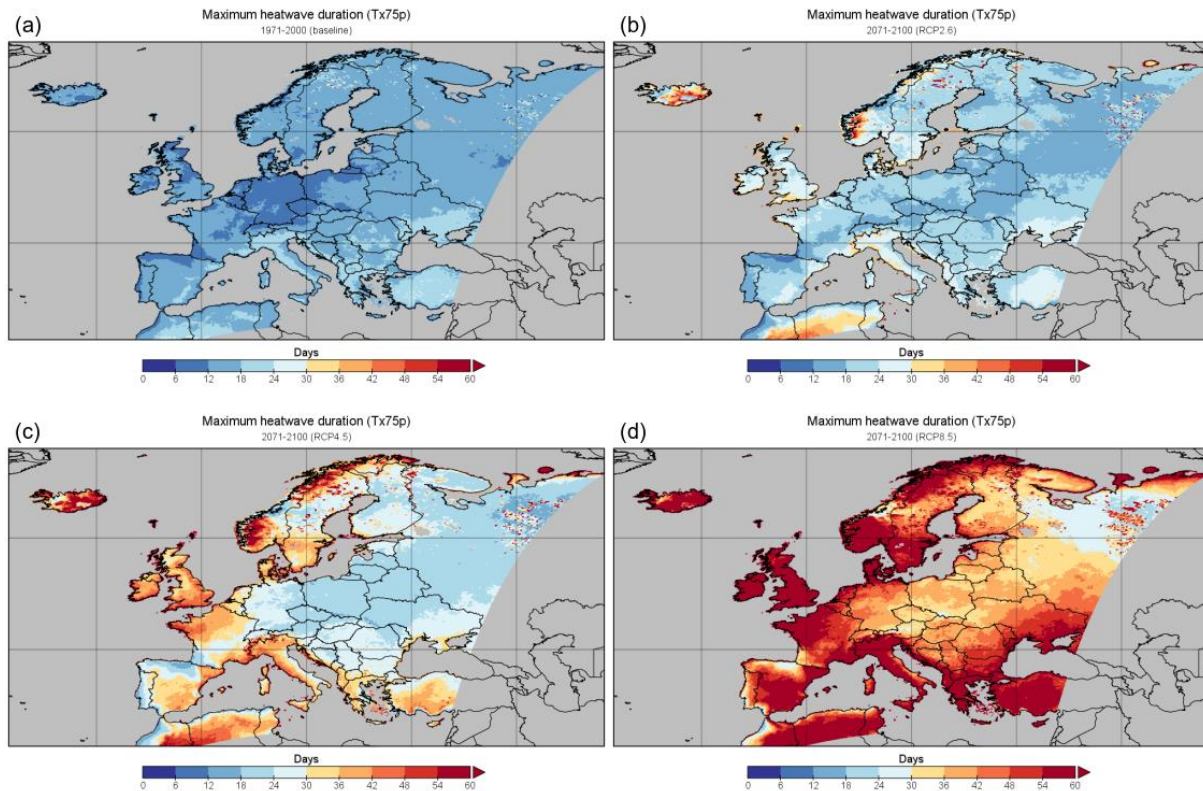 (a)
Maximum heatwave duration (Tx75p)
1971-2000 (baseline)
Days
0 6 12 18 24 30 36 42 48 54 60
(b)
Maximum heatwave duration (Tx75p)
2071-2100 (RCP2.6)
Days
0 6 12 18 24 30 36 42 48 54 60
(c)
Maximum heatwave duration (Tx75p)
2071-2100 (RCP4.5)
Days
0 6 12 18 24 30 36 42 48 54 60
(d)
Maximum heatwave duration (Tx75p)
2071-2100 (RCP8.5)
Days
0 6 12 18 24 30 36 42 48 54 60